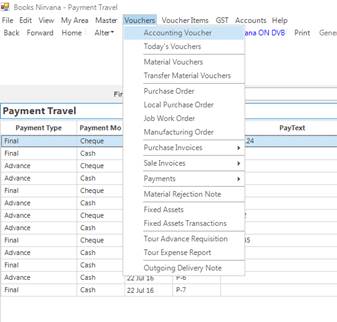 Books Nirvana - Payment Travel
File Edit View My Area Master Vouchers Voucher Items GST Accounts Help
Back Forward Home Alter Accounting Voucher ana ON DVB Print Gener
Today's Vouchers
Material Vouchers
Transfer Material Vouchers
Purchase Order
Fin Local Purchase Order
Job Work Order
Payment Travel Manufacturing Order
Payment Type Payment Mo PayText
Final Cheque Purchase Invoices 24
Final Cash
Advance Cheque Sale Invoices
Advance Cash Payments
Final Cheque Material Rejection Note
Final Cash
Advance Cash Fixed Assets
Advance Cheque Fixed Assets Transactions
Final Cheque Tour Advance Requisition
Final Cash Tour Expense Report
Outgoing Delivery Note
Advance Cash 22 Jul 16 P-6
Final Cash 22 Jul 16 P-7